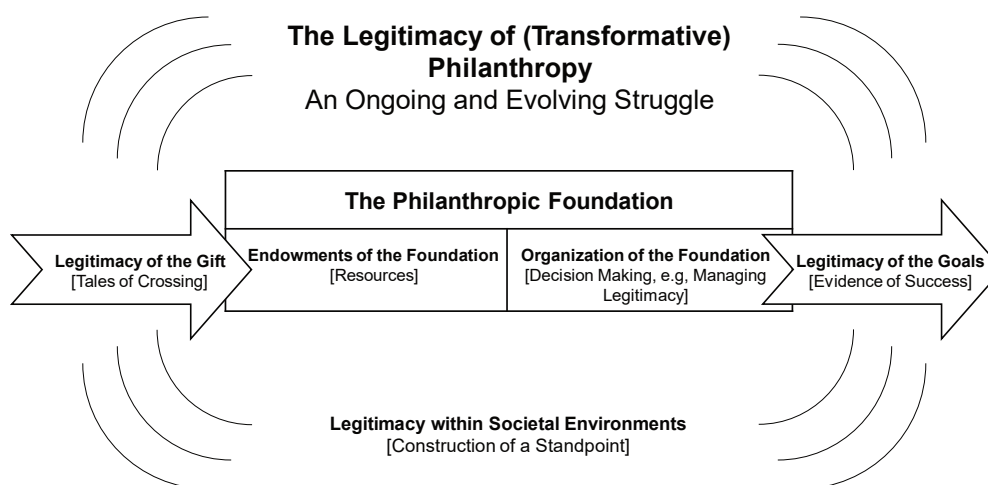 The Legitimacy of (Transformative)
Philanthropy
An Ongoing and Evolving Struggle
The Philanthropic Foundation
Legitimacy of the Gift
[Tales of Crossing]
Endowments of the Foundation
[Resources]
Organization of the Foundation
[Decision Making, e.g, Managing
Legitimacy]
Legitimacy of the Goals
[Evidence of Success]
Legitimacy within Societal Environments
[Construction of a Standpoint]